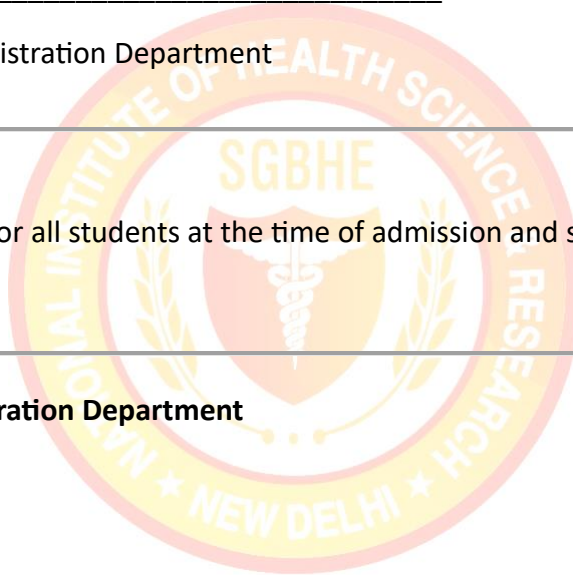 istration Department
or all students at the time of admission and s
ration Department
NATIONAL INSTITUTE OF HEALTH SCIENCE ★ RESEARCH ★ NEW DELHI ★
SGBHE